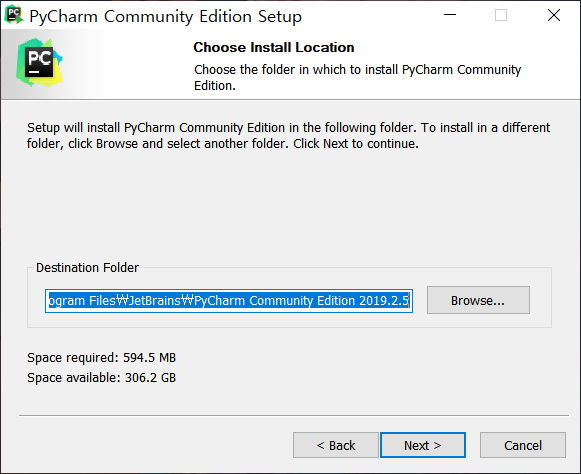 PyCharm Community Edition Setup
PC
Choose Install Location
Choose the folder in which to install PyCharm Community
Edition.
Setup will install PyCharm Community Edition in the following folder. To install in a different
folder, click Browse and select another folder. Click Next to continue.
Destination Folder
ogram Files₩JetBrains₩PyCharm Community Edition 2019.2.5
Browse...
Space required: 594.5 MB
Space available: 306.2 GB
< Back
Next >
Cancel